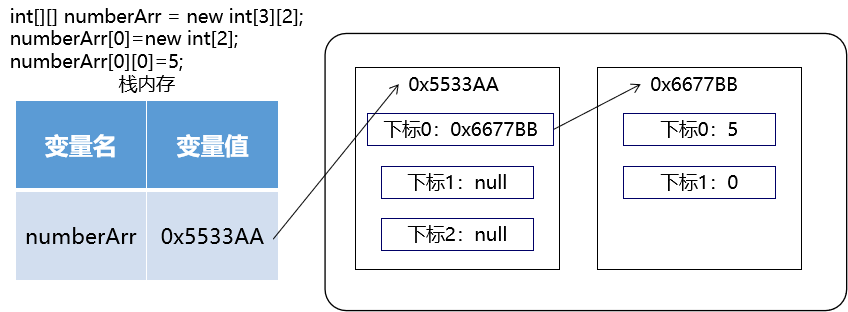 int[][] numberArr = new int[3][2];
numberArr[0]=new int[2];
numberArr[0][0]=5;
栈内存
变量名 变量值
numberArr 0x5533AA
0x5533AA
下标0：0x6677BB
下标1：null
下标2：null
0x6677BB
下标0：5
下标1：0